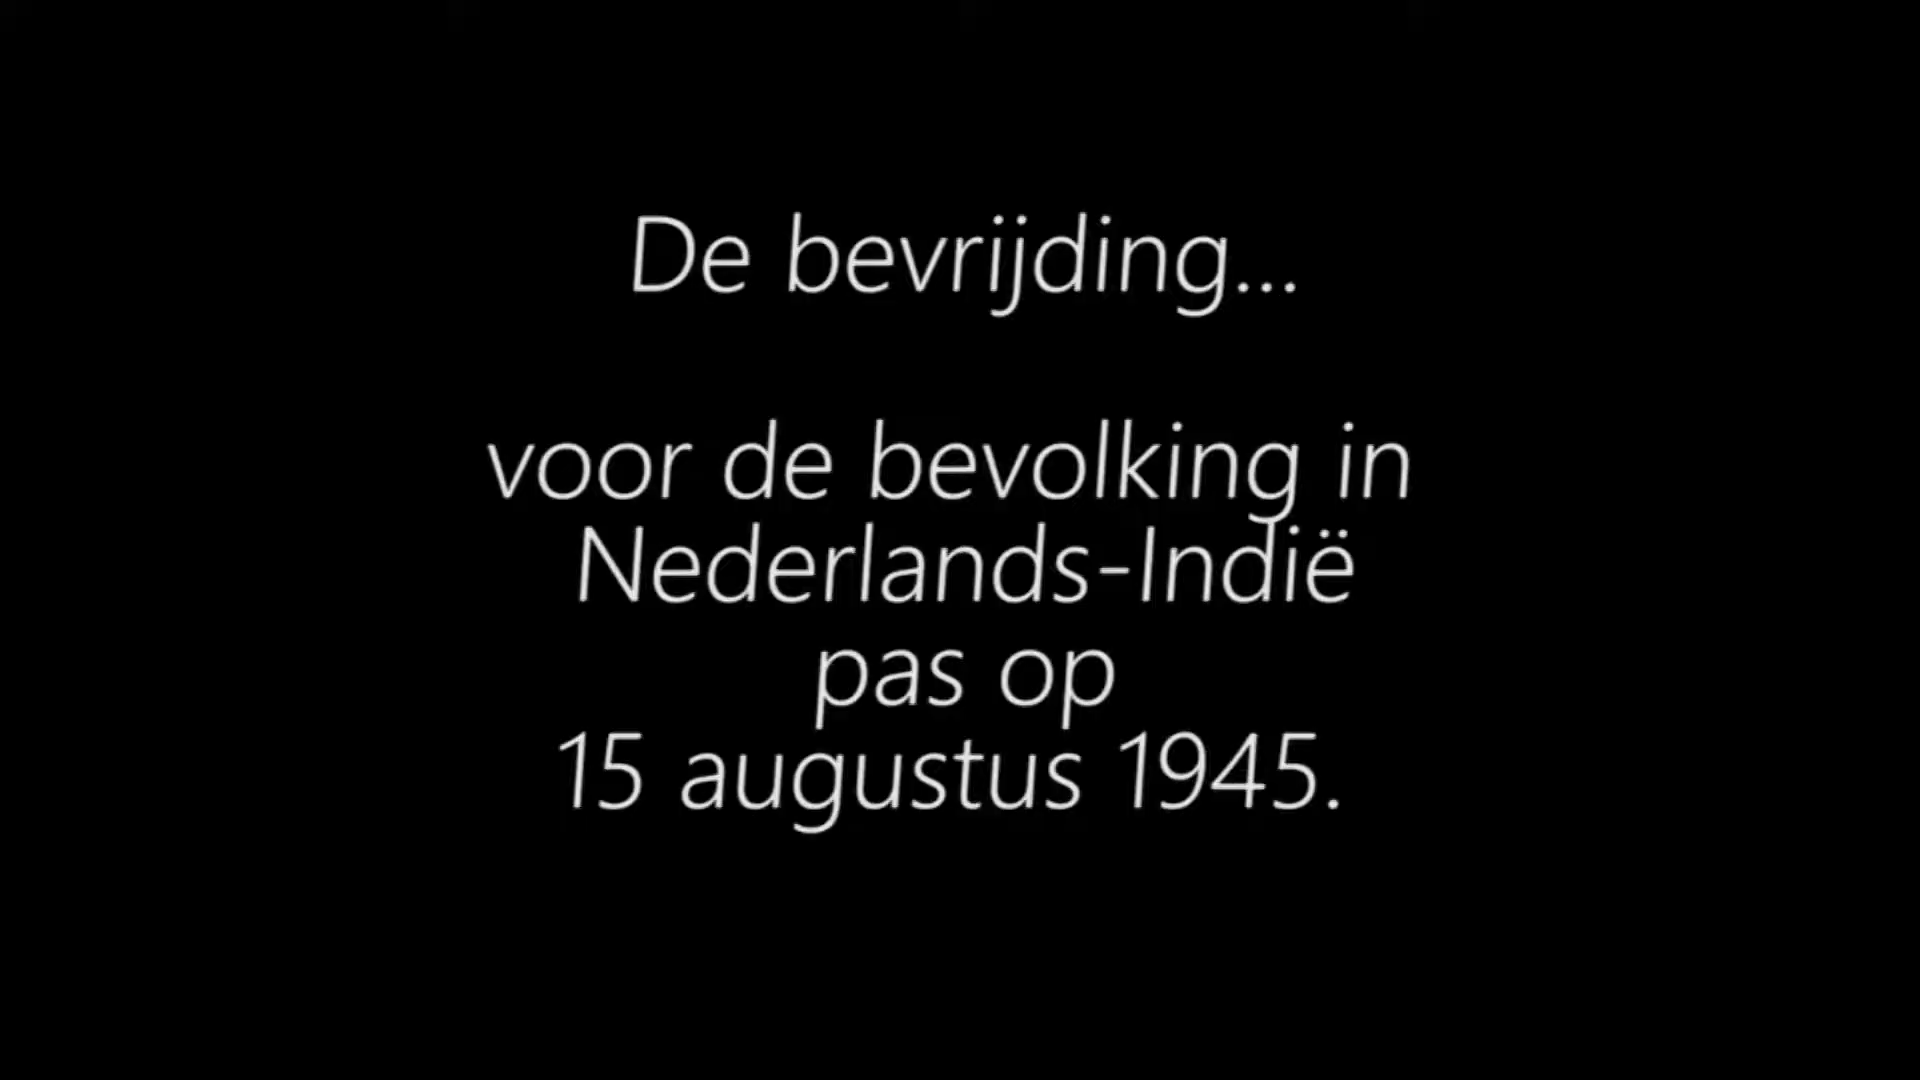 De bevrijding...
voor de bevolking in
Nederlands-Indië
pas op
15 augustus 1945.